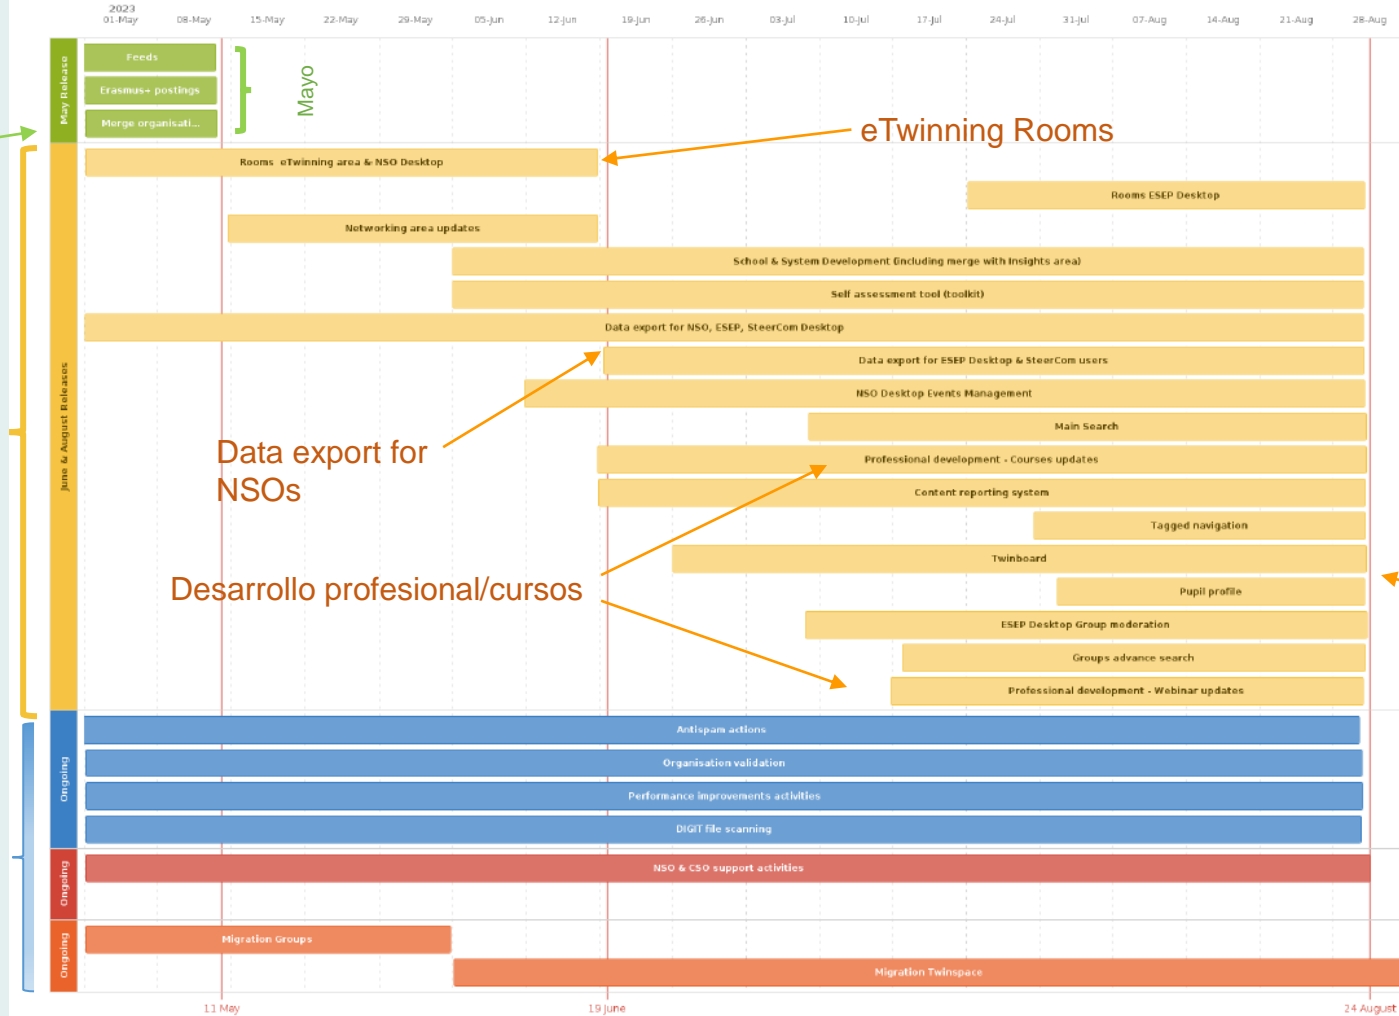 2023
01-May 08-May 15-May 22-May 29-May 05-Jun 12-Jun 19-Jun 26-Jun 03-Jul 10-Jul 17-Jul 24-Jul 31-Jul 07-Aug 14-Aug 21-Aug 28-Aug
May Release
Feeds
Erasmus+ postings
Merge organisati...
Mayo
eTwinning Rooms
June & August Releases
Rooms eTwinning area & NSO Desktop
Rooms ESEP Desktop
Networking area updates
School & System Development (including merge with Insights area)
Self assessment tool (toolkit)
Data export for NSO, ESEP, SteerCom Desktop
Data export for ESEP Desktop & SteerCom users
NSO Desktop Events Management
Main Search
Data export for
NSOs
Professional development - Courses updates
Content reporting system
Tagged navigation
Twinboard
Desarrollo profesional/cursos
Pupil profile
ESEP Desktop Group moderation
Groups advance search
Professional development - Webinar updates
Ongoing
Antispam actions
Organisation validation
Performance improvements activities
DIGIT file scanning
Ongoing
NSO & CSO support activities
Ongoing
Migration Groups
Migration Twinspace
11 May 19 June 24 August